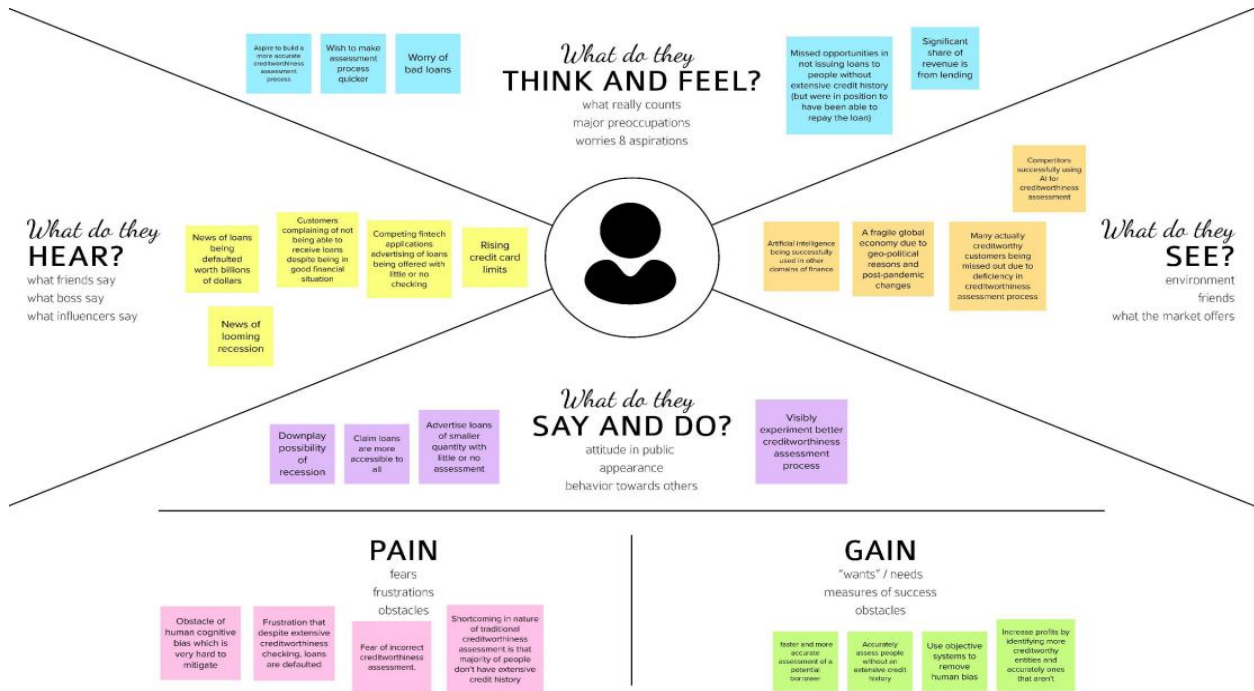 What do they
THINK AND FEEL?
what really counts
major preoccupations
worries & aspirations
Aspire to build a
more accurate
creditworthiness
assessment
process
Wish to make
assessment
process
quicker
Worry of
bad loans
Missed opportunities in
not issuing loans to
people without
extensive credit history
(but were in position to
have been able to
repay the loan)
Significant
share of
revenue is
from lending
What do they
HEAR?
what friends say
what boss say
what influencers say
News of loans
being
defaulted
worth billions
of dollars
Customers
complaining of not
being able to
receive loans
despite being in
good financial
situation
Competing fintech
applications
advertising of loans
being offered with
little or no
checking
Rising
credit card
limits
News of
looming
recession
What do they
SEE?
environment
friends
what the market offers
Competitors
successfully using
AI for
creditworthiness
assessment
Artificial intelligence
being successfully
used in other
domains of finance
A fragile global
economy due to
geo-political
reasons and
post-pandemic
changes
Many actually
creditworthy
customers being
missed out due to
deficiency in
creditworthiness
assessment process
What do they
SAY AND DO?
attitude in public
appearance
behavior towards others
Downplay
possibility
of
recession
Claim loans
are more
accessible to
all
Advertise loans
of smaller
quantity with
little or no
assessment
Visibly
experiment better
creditworthiness
assessment
process
PAIN
fears
frustrations
obstacles
Obstacle of
human cognitive
bias which is
very hard to
mitigate
Frustration that
despite extensive
creditworthiness
checking, loans
are defaulted
Fear of incorrect
creditworthiness
assessment.
Shortcoming in nature
of traditional
creditworthiness
assessment is that
majority of people
don't have extensive
credit history
GAIN
"wants" / needs
measures of success
obstacles
faster and more
accurate
assessment of a
potential
borrower
Accurately
assess people
without an
extensive credit
history
Use objective
systems to
remove
human bias
Increase profits by
identifying more
creditworthy
entities and
accurately ones
that aren't